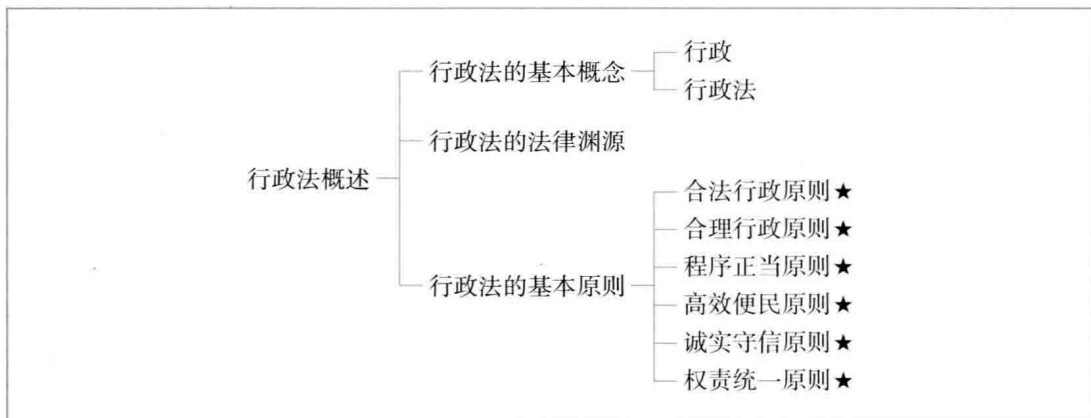 行政法概述
行政法的基本概念
行政
行政法
行政法的法律渊源
行政法的基本原则
合法行政原则★
合理行政原则★
程序正当原则★
高效便民原则★
诚实守信原则★
权责统一原则★